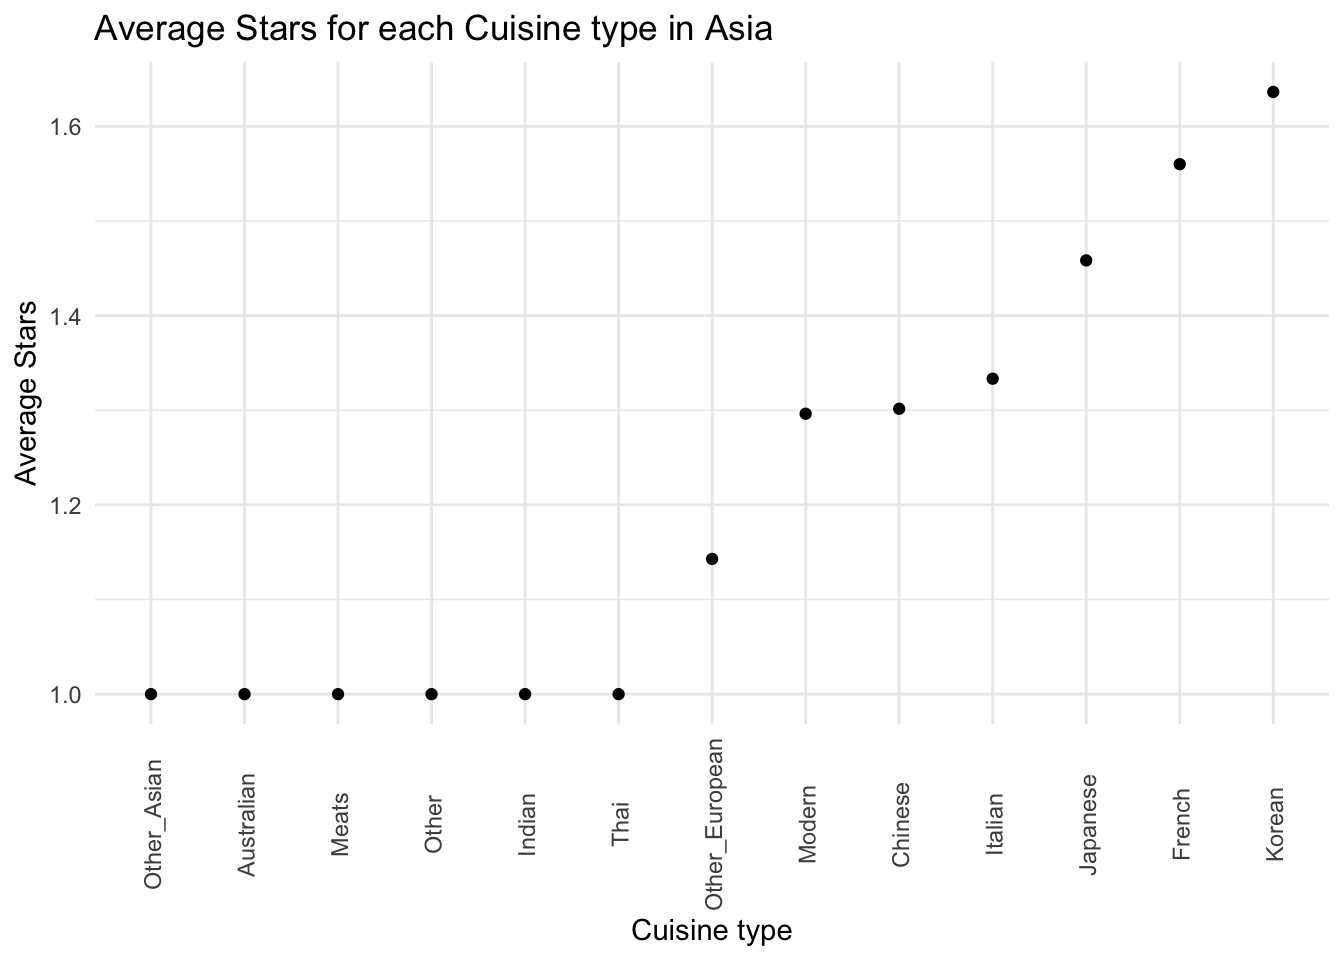 Average Stars for each Cuisine type in Asia
Average Stars
1.6
1.4
1.2
1.0
Other_Asian
Australian
Meats
Other
Indian
Thai
Other_European
Modern
Chinese
Italian
Japanese
French
Korean
Cuisine type